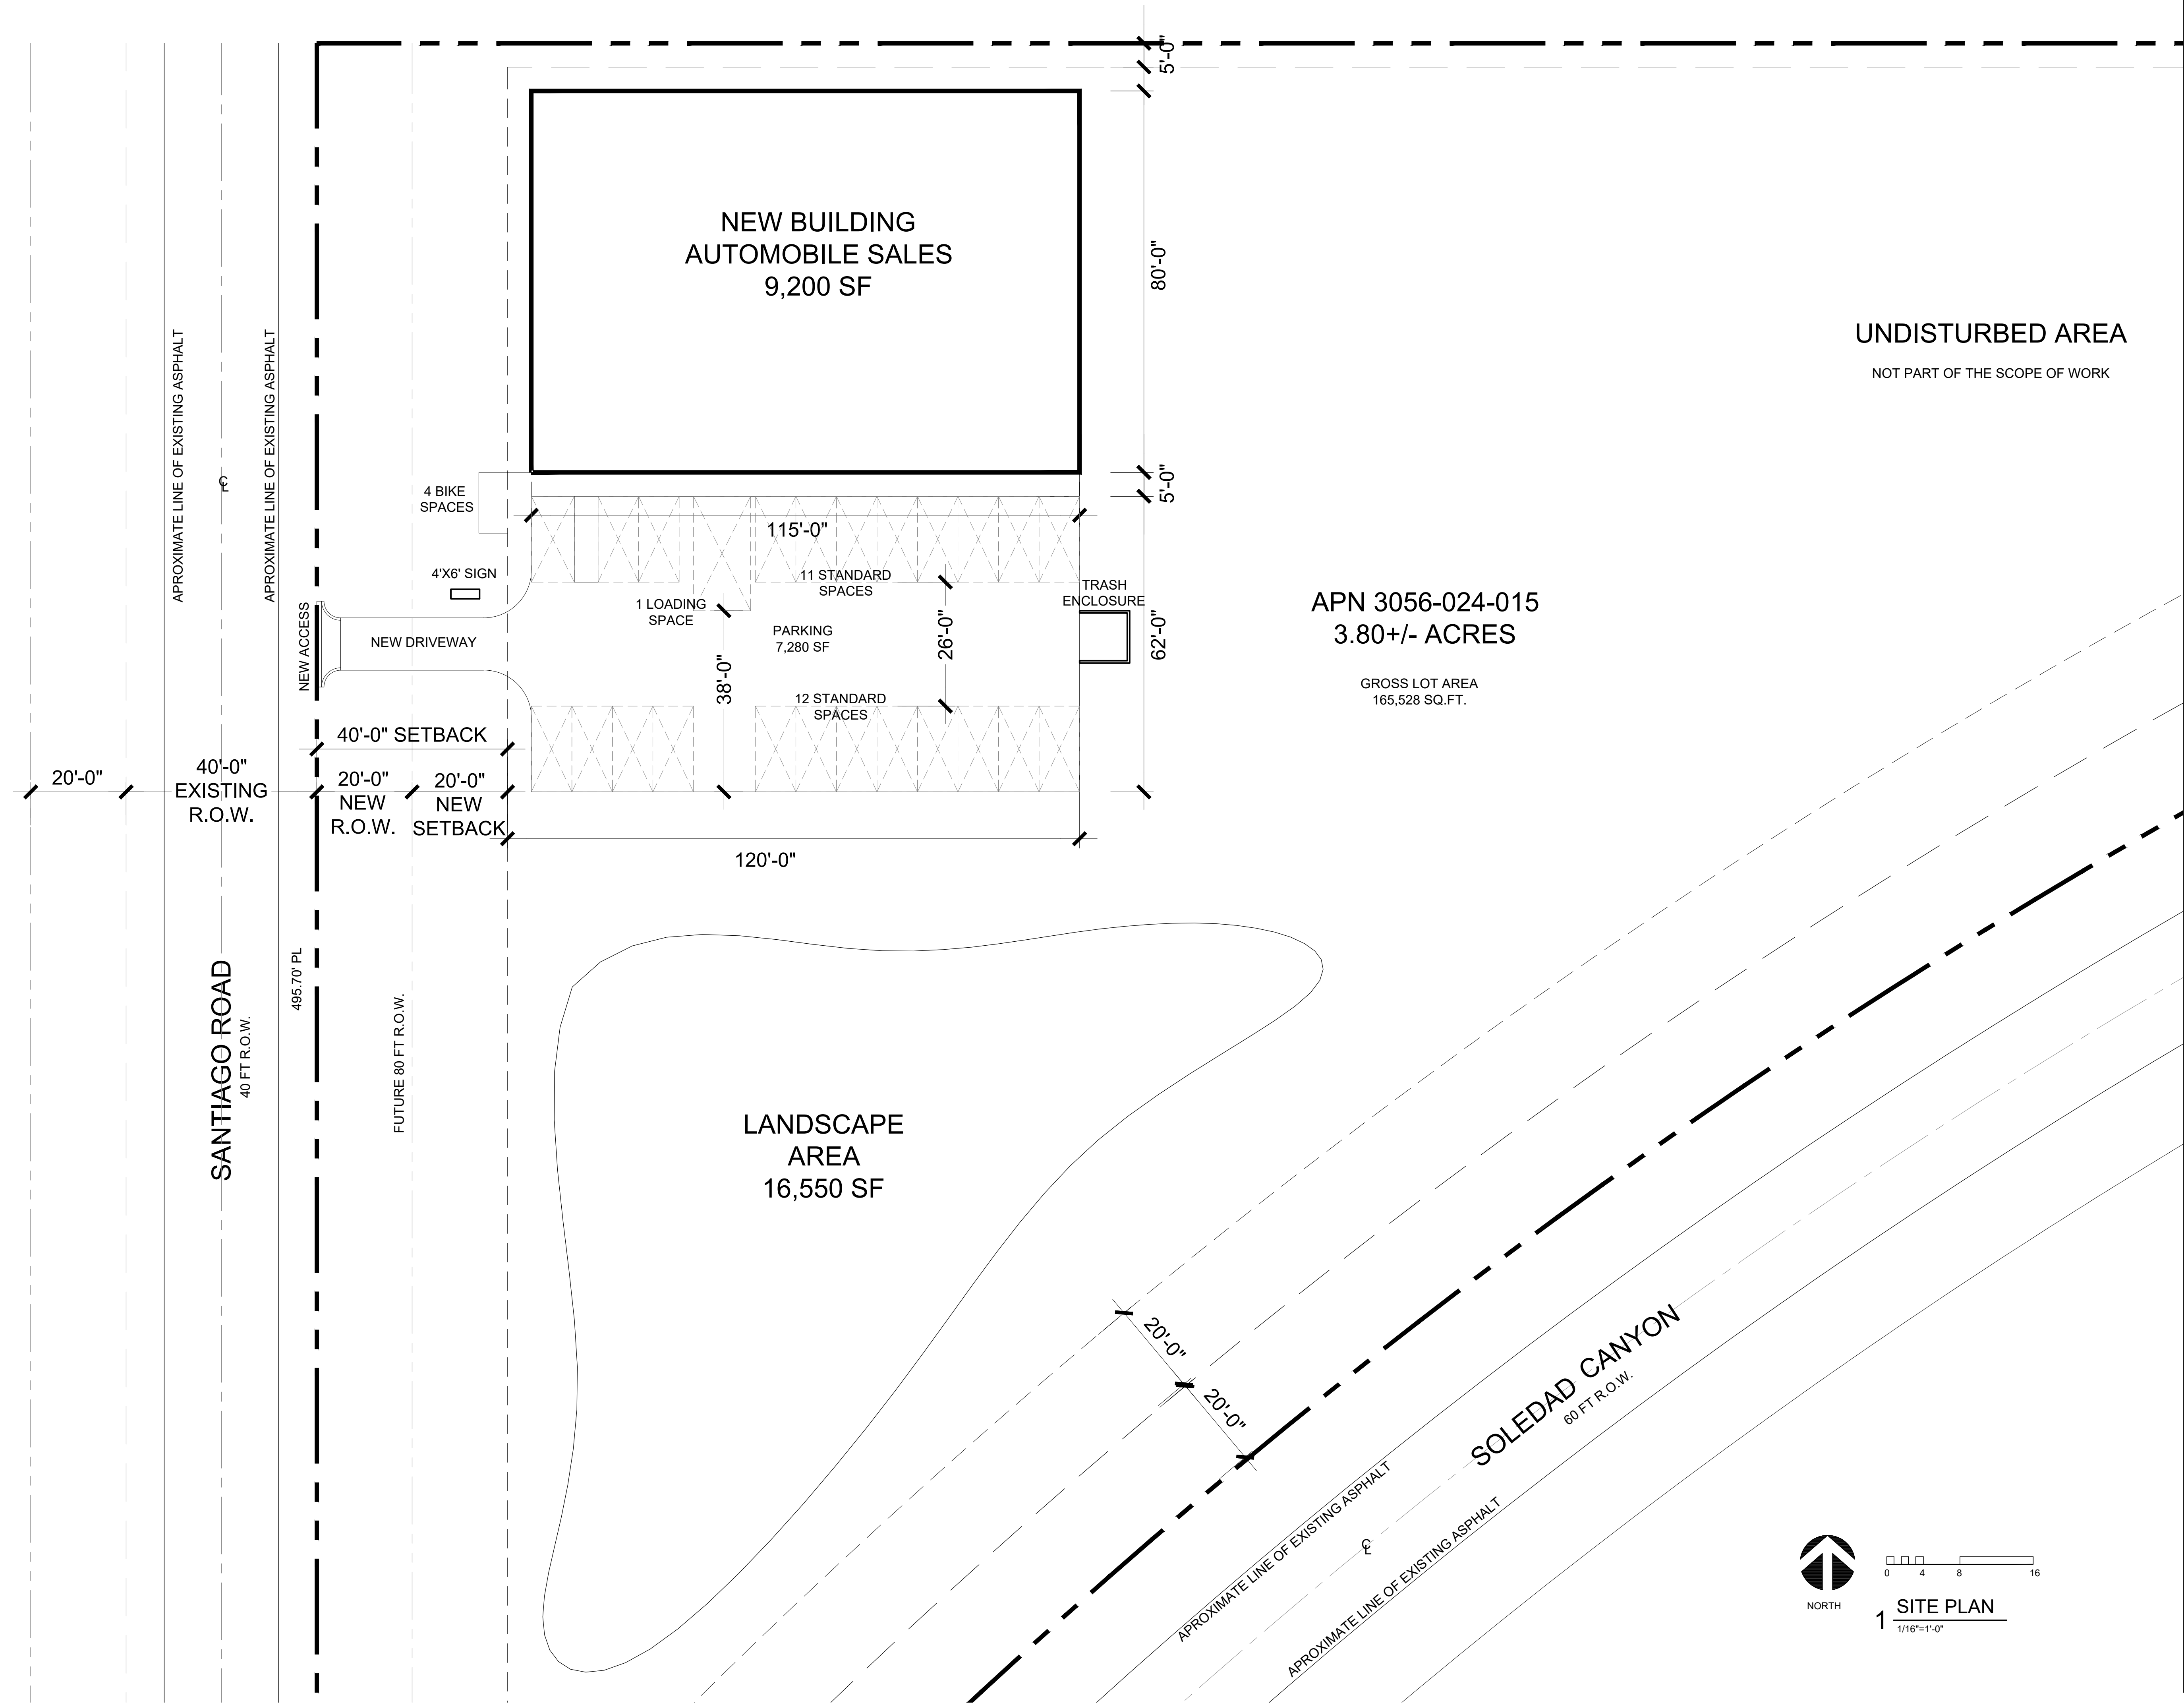 5'-0"
NEW BUILDING
AUTOMOBILE SALES
9,200 SF
80'-0"
UNDISTURBED AREA
NOT PART OF THE SCOPE OF WORK
APROXIMATE LINE OF EXISTING ASPHALT
APROXIMATE LINE OF EXISTING ASPHALT
CL
4 BIKE
SPACES
5'-0"
115'-0"
4'X6' SIGN
11 STANDARD
SPACES
TRASH
ENCLOSURE
1 LOADING
SPACE
NEW ACCESS
NEW DRIVEWAY
PARKING
7,280 SF
38'-0"
26'-0"
62'-0"
APN 3056-024-015
3.80+/- ACRES
GROSS LOT AREA
165,528 SQ.FT.
12 STANDARD
SPACES
40'-0" SETBACK
20'-0"
40'-0"
EXISTING
R.O.W.
20'-0"
NEW
R.O.W.
20'-0"
NEW
SETBACK
120'-0"
SANTIAGO ROAD
40 FT R.O.W.
495.70' PL
FUTURE 80 FT R.O.W.
LANDSCAPE
AREA
16,550 SF
20'-0"
20'-0"
SOLEDAD CANYON
60 FT R.O.W.
APROXIMATE LINE OF EXISTING ASPHALT
CL
APROXIMATE LINE OF EXISTING ASPHALT
NORTH
0 4 8 16
1 SITE PLAN
1/16"=1'-0"